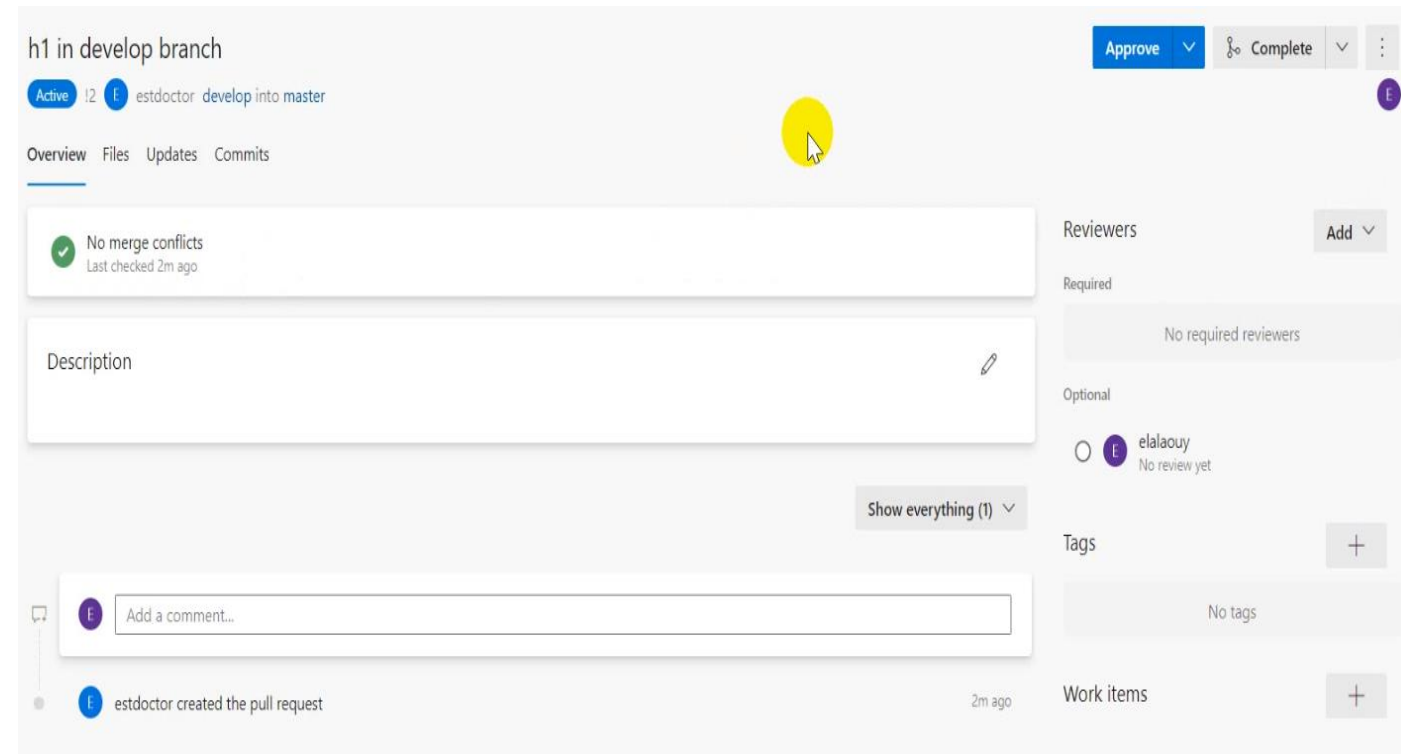 h1 in develop branch
Approve
Complete
Active !2 E estdoctor develop into master
E
Overview Files Updates Commits
No merge conflicts
Last checked 2m ago
Description
Show everything (1)
E Add a comment...
E estdoctor created the pull request 2m ago
Reviewers Add
Required
No required reviewers
Optional
E elalaouy
No review yet
Tags
No tags
Work items